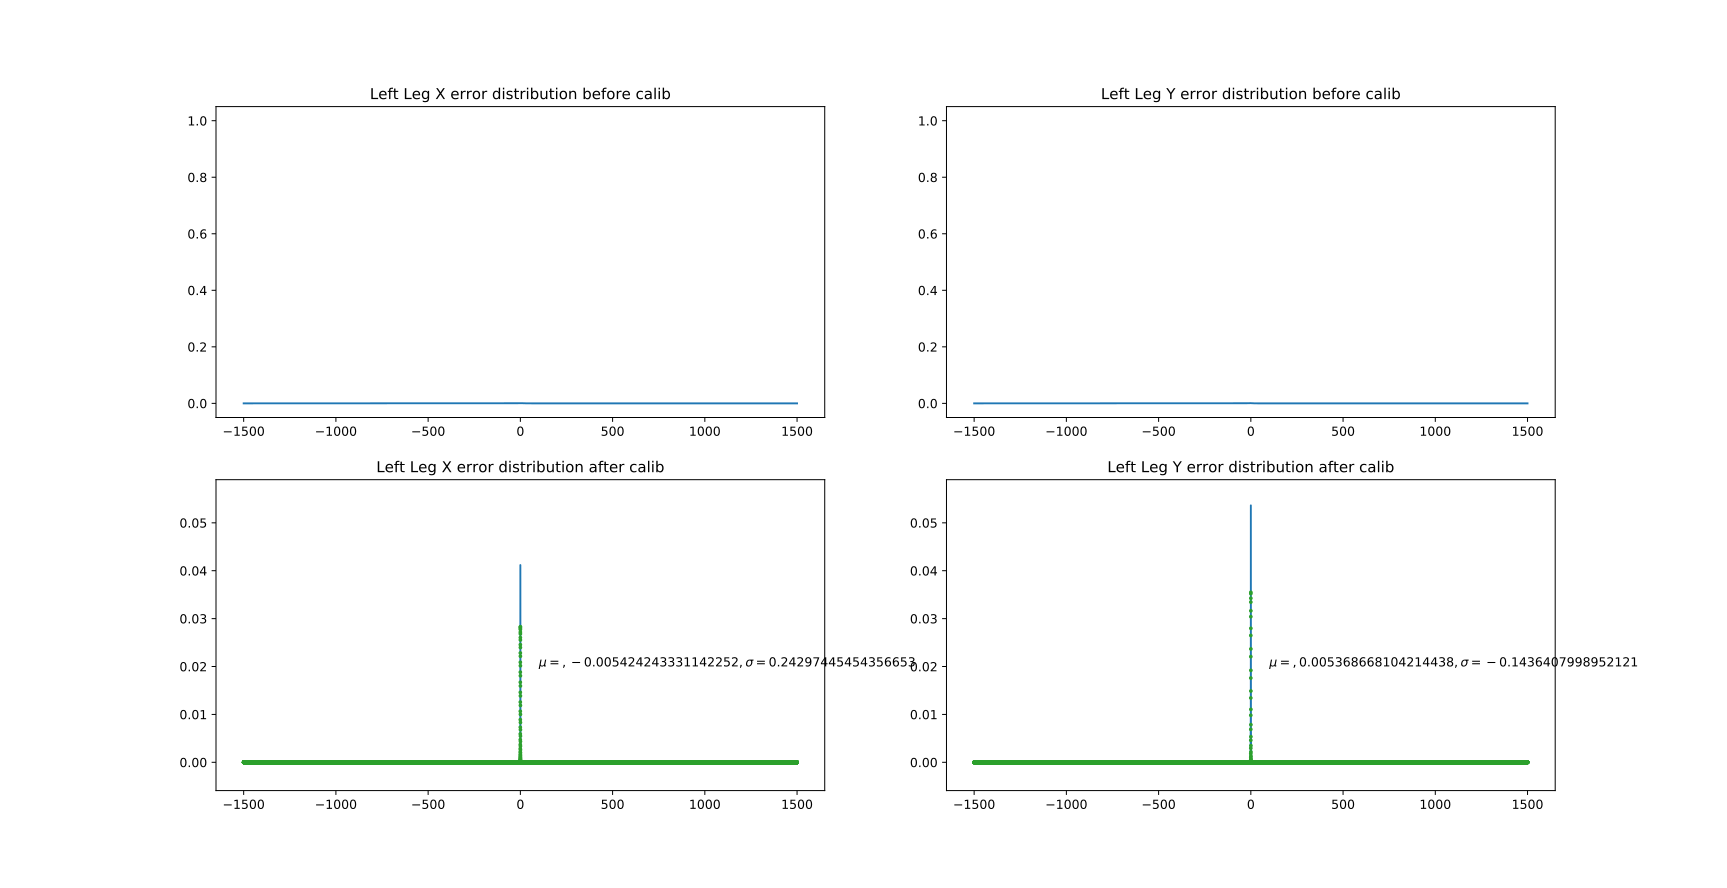 Left Leg X error distribution before calib
1.0
0.8
0.6
0.4
0.2
0.0
−1500 −1000 −500 0 500 1000 1500
Left Leg Y error distribution before calib
1.0
0.8
0.6
0.4
0.2
0.0
−1500 −1000 −500 0 500 1000 1500
Left Leg X error distribution after calib
0.05
0.04
0.03
0.02
0.01
0.00
μ=, −0.005424243331142252, σ=0.24297445454356653
−1500 −1000 −500 0 500 1000 1500
Left Leg Y error distribution after calib
0.05
0.04
0.03
0.02
0.01
0.00
μ=, 0.005368668104214438, σ= −0.1436407998952121
−1500 −1000 −500 0 500 1000 1500